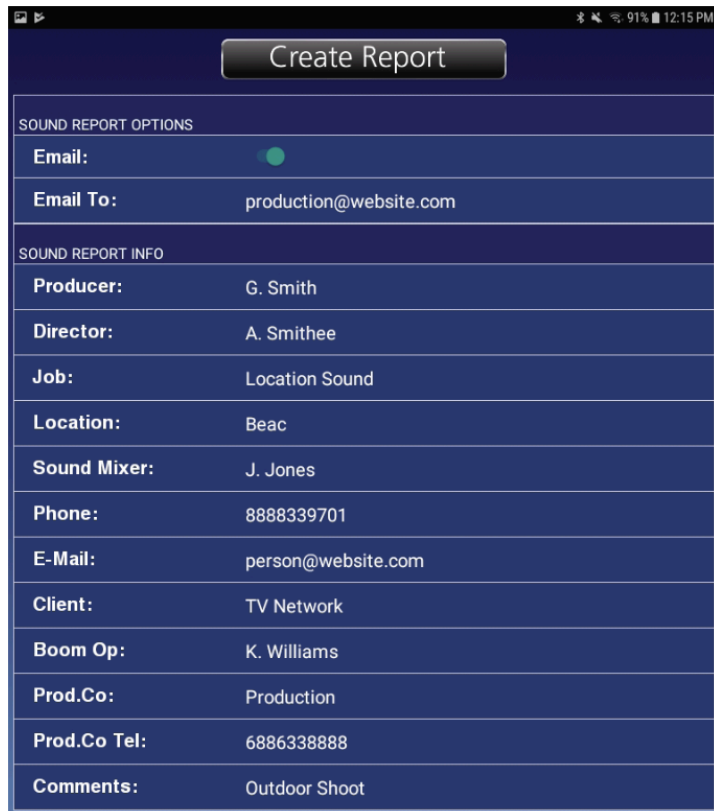 91% 12:15 PM
Create Report
SOUND REPORT OPTIONS
Email:
Email To: production@website.com
SOUND REPORT INFO
Producer: G. Smith
Director: A. Smithee
Job: Location Sound
Location: Beac
Sound Mixer: J. Jones
Phone: 8888339701
E-Mail: person@website.com
Client: TV Network
Boom Op: K. Williams
Prod.Co: Production
Prod.Co Tel: 6886338888
Comments: Outdoor Shoot